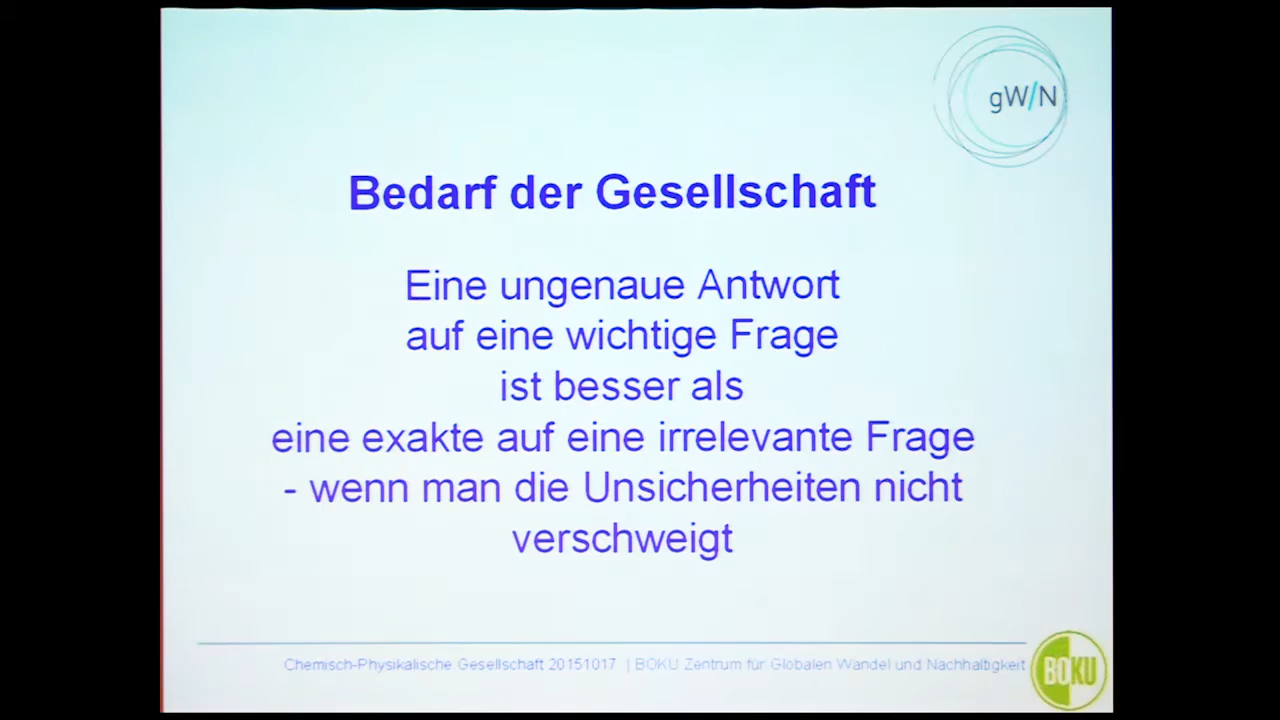 gW/N
Bedarf der Gesellschaft
Eine ungenaue Antwort
auf eine wichtige Frage
ist besser als
eine exakte auf eine irrelevante Frage
- wenn man die Unsicherheiten nicht
verschweigt
Chemisch-Physikalische Gesellschaft 20151017 | BOKU Zentrum für Globalen Wandel und Nachhaltigkeit
BOKU